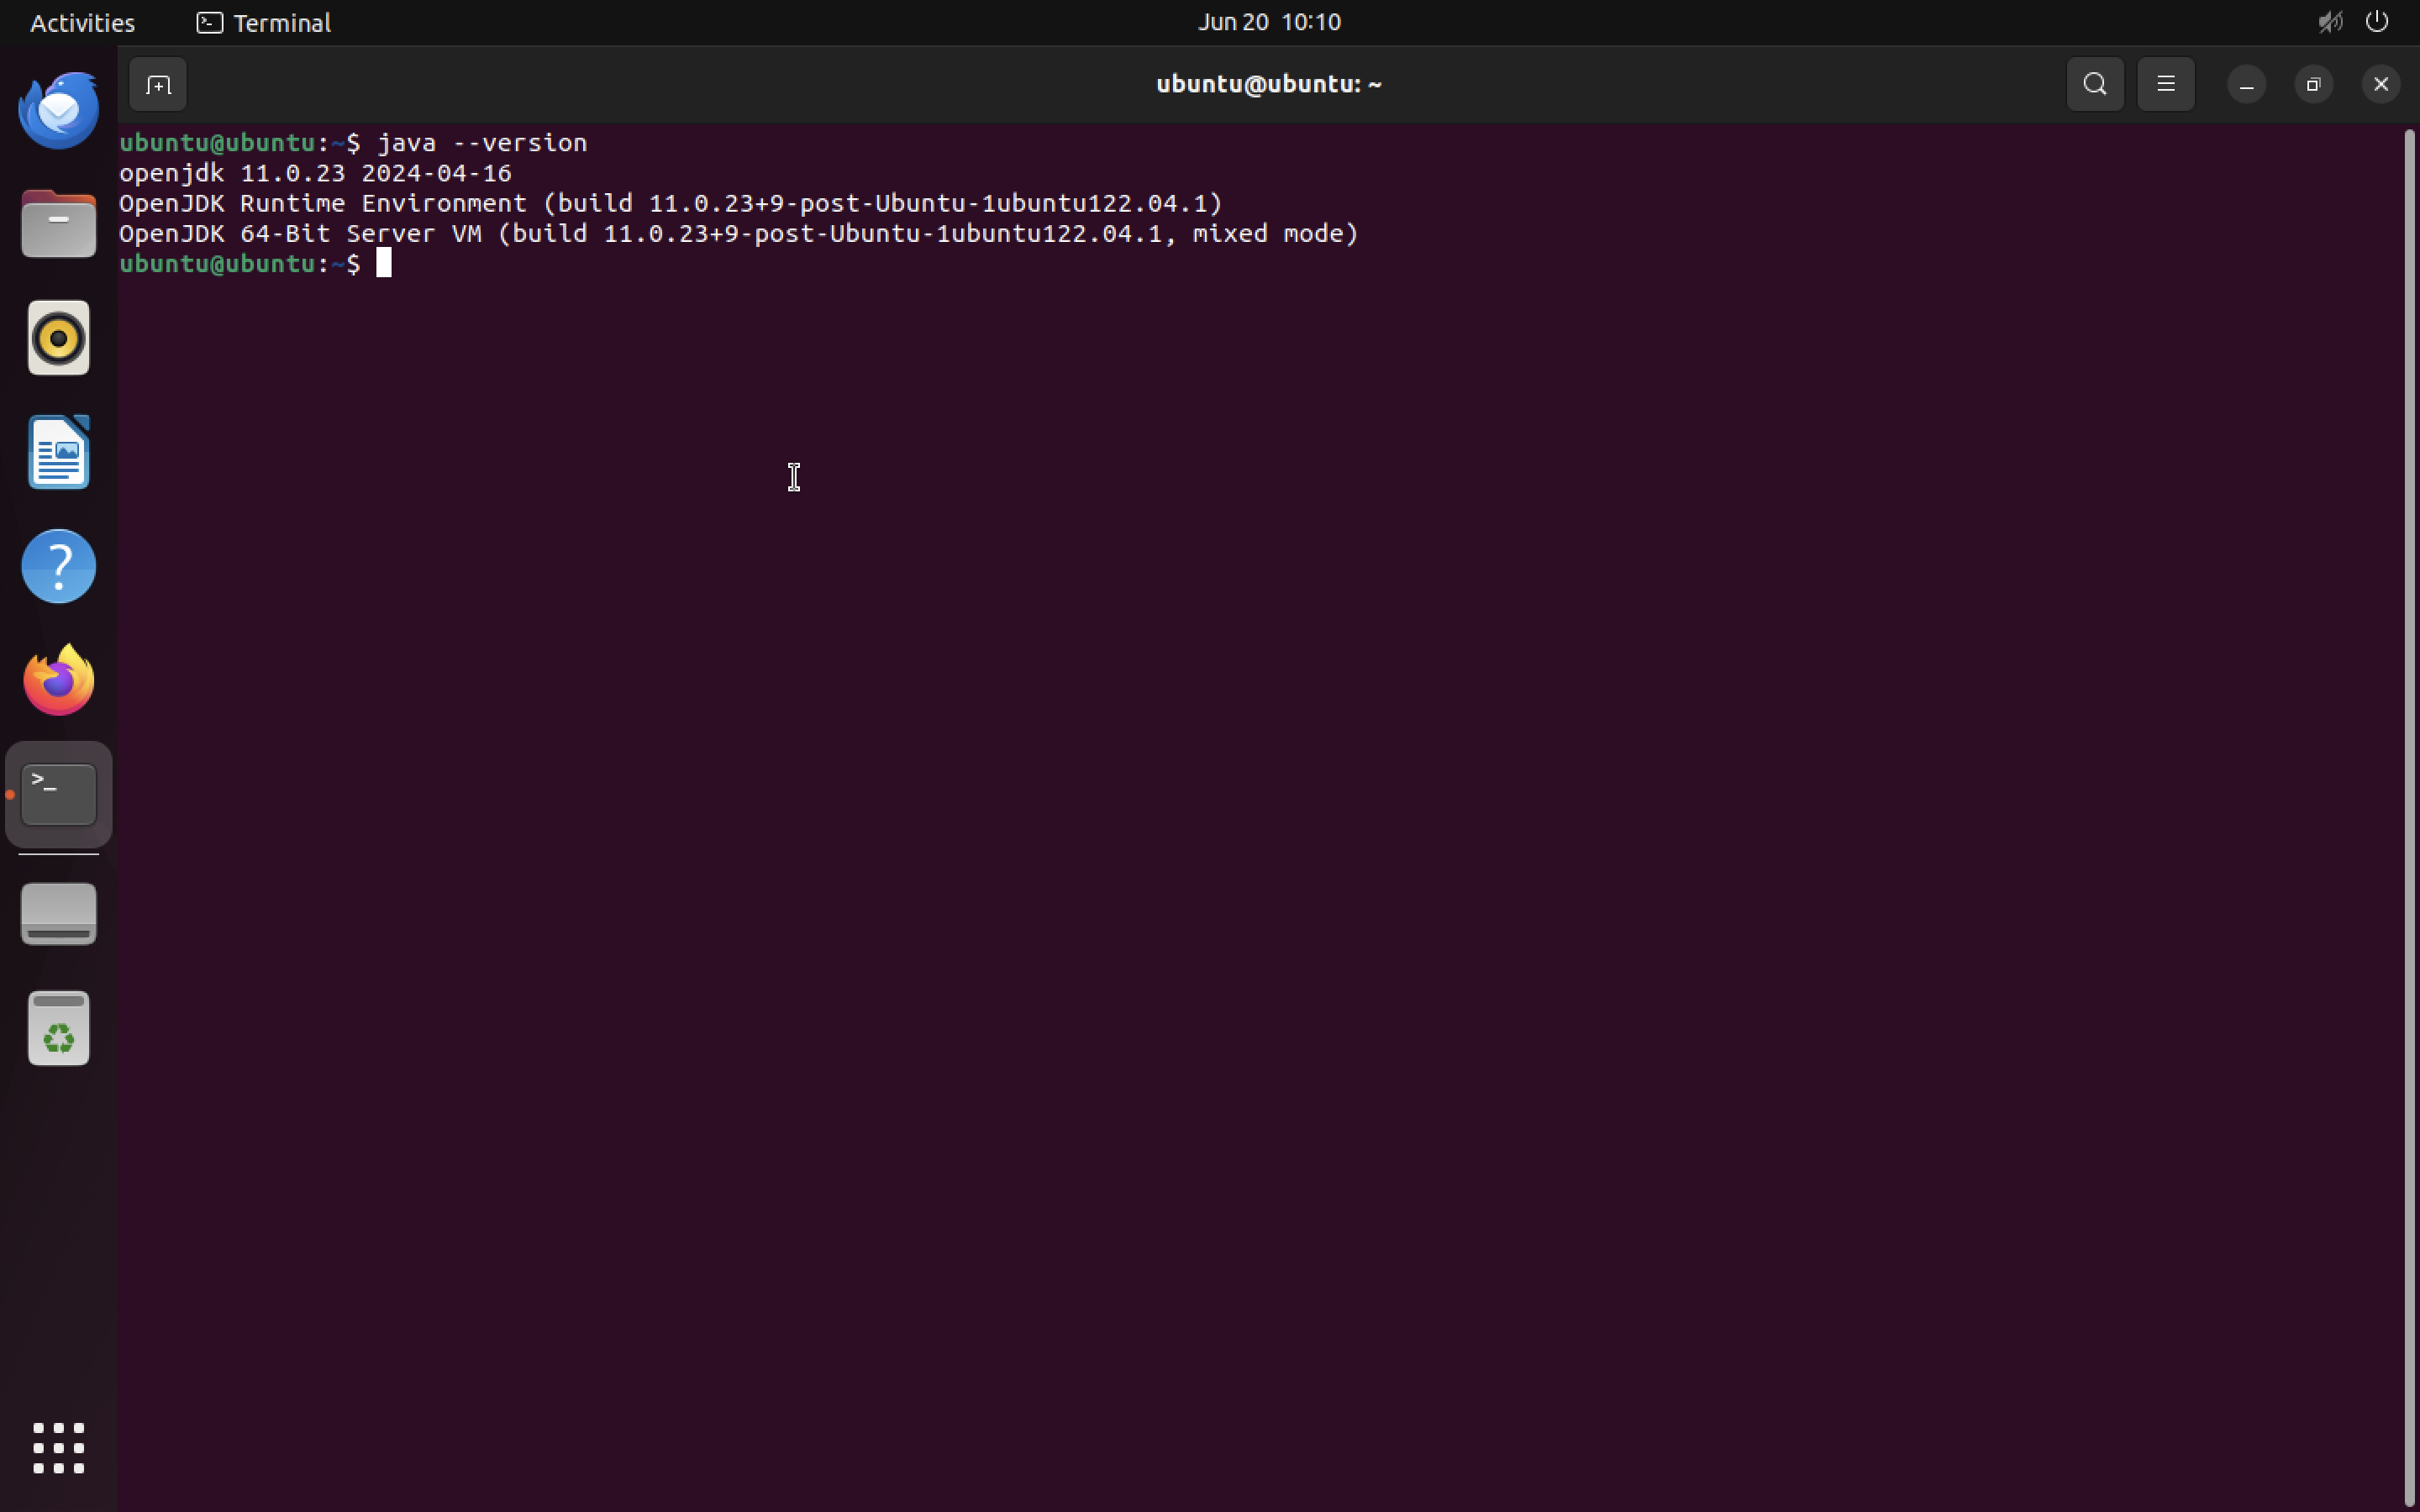 Activities Terminal Jun 20 10:10
ubuntu@ubuntu: ~
ubuntu@ubuntu:~$ java --version
openjdk 11.0.23 2024-04-16
OpenJDK Runtime Environment (build 11.0.23+9-post-Ubuntu-1ubuntu122.04.1)
OpenJDK 64-Bit Server VM (build 11.0.23+9-post-Ubuntu-1ubuntu122.04.1, mixed mode)
ubuntu@ubuntu:~$